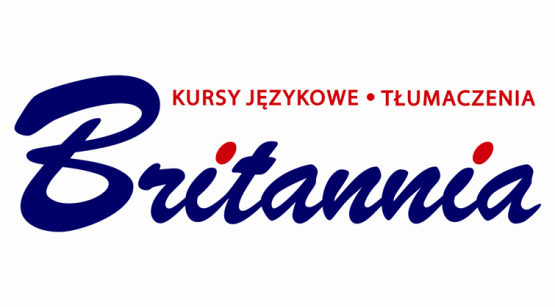 KURSY JĘZYKOWE • TŁUMACZENIA
Britannia